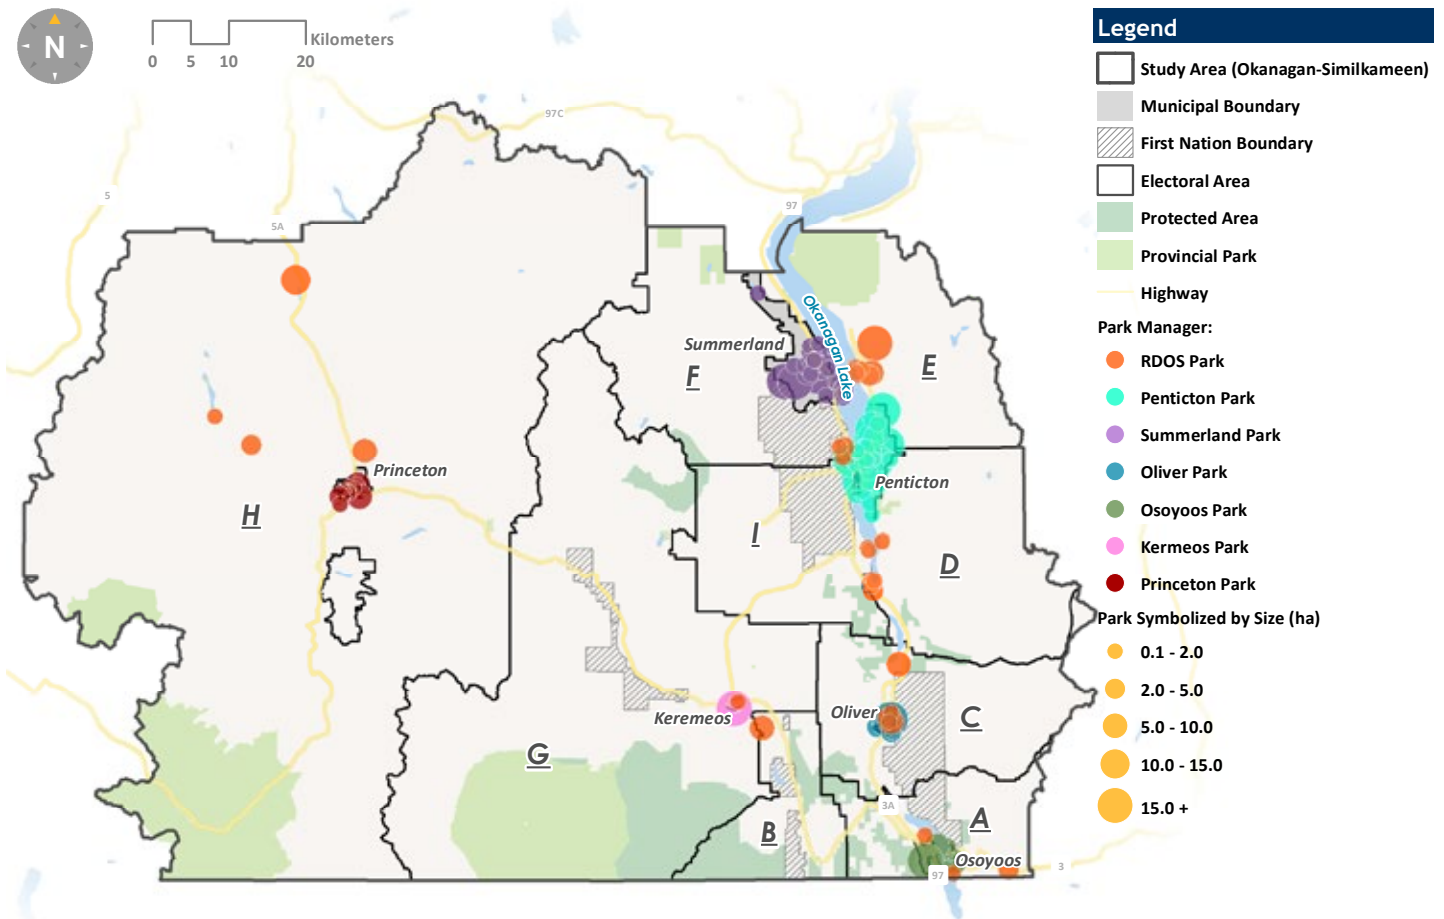 N
Kilometers
0 5 10 20
97C
5
5A
97
Okanagan Lake
Summerland
F
E
Princeton
Penticton
H
I
D
Keremeos
Oliver
C
G
3A
B
A
Osoyoos
97
3
Legend
Study Area (Okanagan-Similkameen)
Municipal Boundary
First Nation Boundary
Electoral Area
Protected Area
Provincial Park
Highway
Park Manager:
RDOS Park
Penticton Park
Summerland Park
Oliver Park
Osoyoos Park
Kermeos Park
Princeton Park
Park Symbolized by Size (ha)
0.1 - 2.0
2.0 - 5.0
5.0 - 10.0
10.0 - 15.0
15.0 +